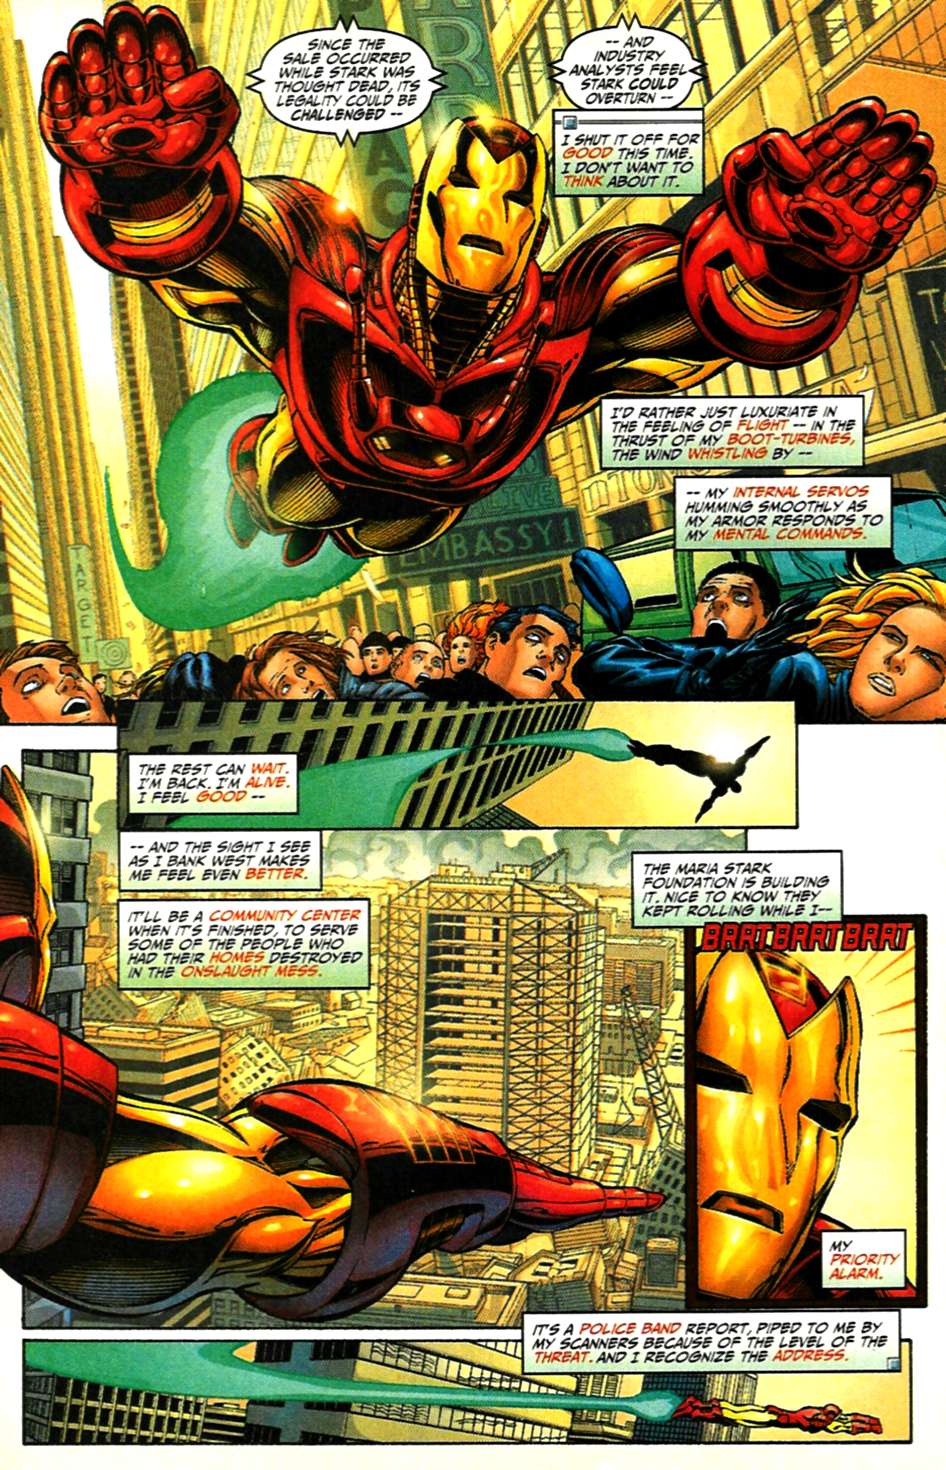 SINCE THE
SALE OCCURRED
WHILE STARK WAS
THOUGHT DEAD, ITS
LEGALITY COULD BE
CHALLENGED --
-- AND
INDUSTRY
ANALYSTS FEEL
STARK COULD
OVERTURN --
I SHUT IT OFF FOR
GOOD THIS TIME.
I DON'T WANT TO
THINK ABOUT IT.
I'D RATHER JUST LUXURIATE IN
THE FEELING OF FLIGHT -- IN THE
THRUST OF MY BOOT-TURBINES,
THE WIND WHISTLING BY --
-- MY INTERNAL SERVOS
HUMMING SMOOTHLY AS
MY ARMOR RESPONDS TO
MY MENTAL COMMANDS.
EMBASSY 1
TARGET
THE REST CAN WAIT.
I'M BACK. I'M ALIVE.
I FEEL GOOD --
-- AND THE SIGHT I SEE
AS I BANK WEST MAKES
ME FEEL EVEN BETTER.
IT'LL BE A COMMUNITY CENTER
WHEN IT'S FINISHED, TO SERVE
SOME OF THE PEOPLE WHO
HAD THEIR HOMES DESTROYED
IN THE ONSLAUGHT MESS.
THE MARIA STARK
FOUNDATION IS BUILDING
IT. NICE TO KNOW THEY
KEPT ROLLING WHILE I--
BRRT BRRT BRRT
MY
PRIORITY
ALARM.
IT'S A POLICE BAND REPORT, PIPED TO ME BY
MY SCANNERS BECAUSE OF THE LEVEL OF THE
THREAT. AND I RECOGNIZE THE ADDRESS.